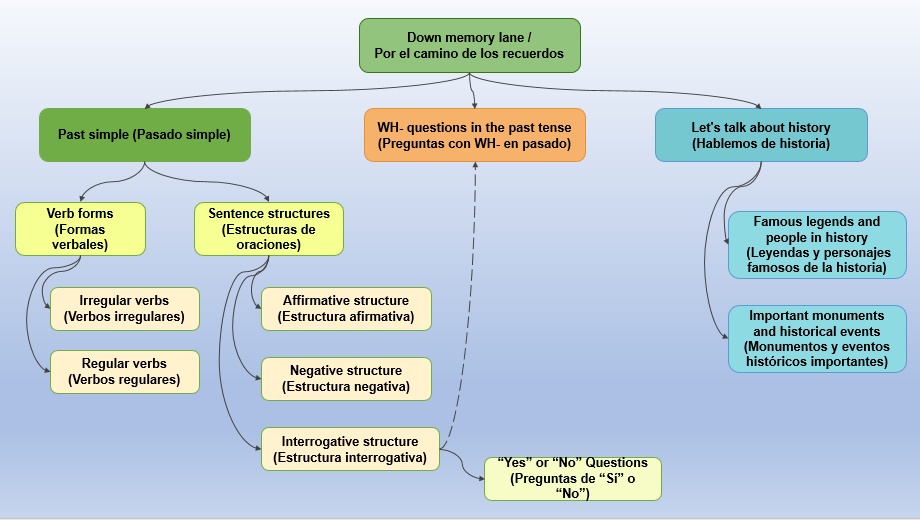 Down memory lane /
Por el camino de los recuerdos
Past simple (Pasado simple)
WH- questions in the past tense
(Preguntas con WH- en pasado)
Let's talk about history
(Hablemos de historia)
Verb forms
(Formas
verbales)
Sentence structures
(Estructuras de
oraciones)
Famous legends and
people in history
(Leyendas y personajes
famosos de la historia)
Irregular verbs
(Verbos irregulares)
Affirmative structure
(Estructura afirmativa)
Important monuments
and historical events
(Monumentos y eventos
históricos importantes)
Regular verbs
(Verbos regulares)
Negative structure
(Estructura negativa)
Interrogative structure
(Estructura interrogativa)
“Yes” or “No” Questions
(Preguntas de “Sí” o
“No”)